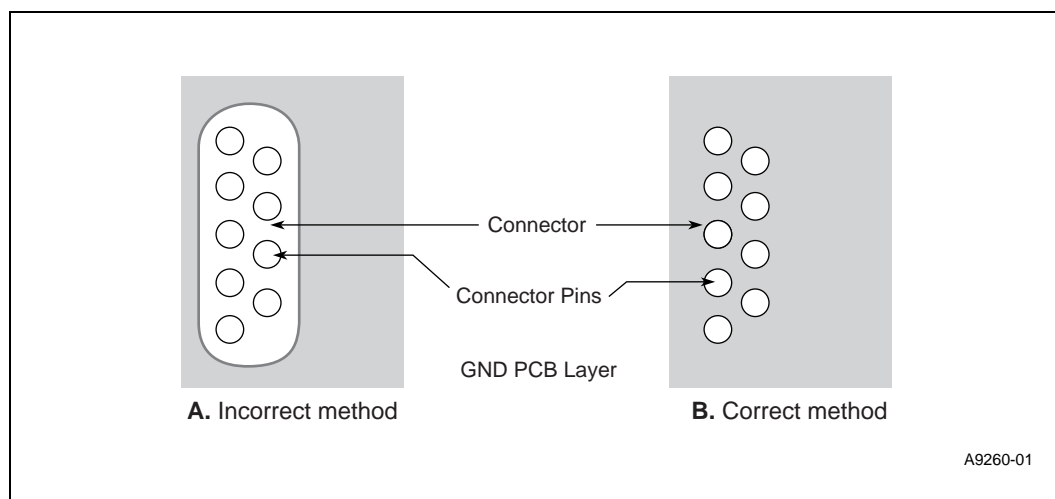 Connector
Connector Pins
GND PCB Layer
A. Incorrect method
B. Correct method
A9260-01